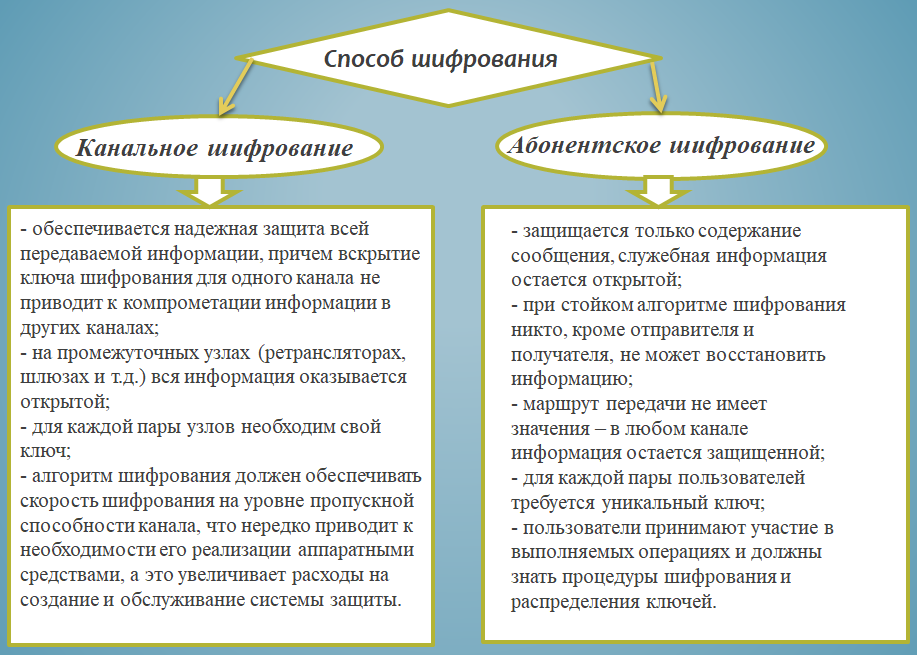 Способ шифрования
Канальное шифрование
Абонентское шифрование
- обеспечивается надежная защита всей
передаваемой информации, причем вскрытие
ключа шифрования для одного канала не
приводит к компрометации информации в
других каналах;
- на промежуточных узлах (ретрансляторах,
шлюзах и т.д.) вся информация оказывается
открытой;
- для каждой пары узлов необходим свой
ключ;
- алгоритм шифрования должен обеспечивать
скорость шифрования на уровне пропускной
способности канала, что нередко приводит к
необходимости его реализации аппаратными
средствами, а это увеличивает расходы на
создание и обслуживание системы защиты.
- защищается только содержание
сообщения, служебная информация
остается открытой;
- при стойком алгоритме шифрования
никто, кроме отправителя и
получателя, не может восстановить
информацию;
- маршрут передачи не имеет
значения – в любом канале
информация остается защищенной;
- для каждой пары пользователей
требуется уникальный ключ;
- пользователи принимают участие в
выполняемых операциях и должны
знать процедуры шифрования и
распределения ключей.